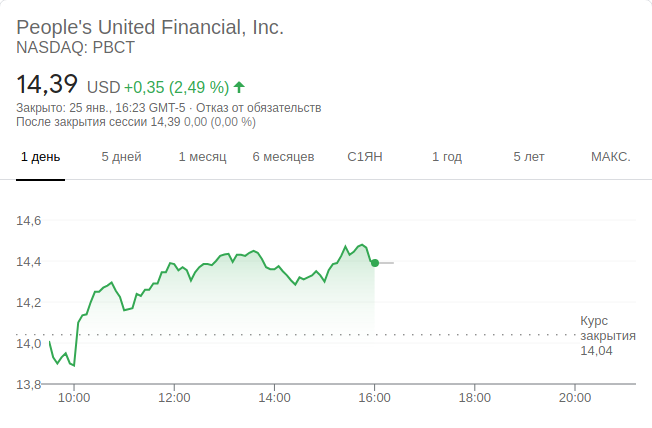 People's United Financial, Inc.
NASDAQ: PBCT
14,39 USD +0,35 (2,49 %)
Закрыто: 25 янв., 16:23 GMT-5 · Отказ от обязательств
После закрытия сессии 14,39 0,00 (0,00 %)
1 день 5 дней 1 месяц 6 месяцев С1ЯН 1 год 5 лет МАКС.
14,6
14,4
14,2
Курс
закрытия
14,04
14,0
13,8
10:00 12:00 14:00 16:00 18:00 20:00